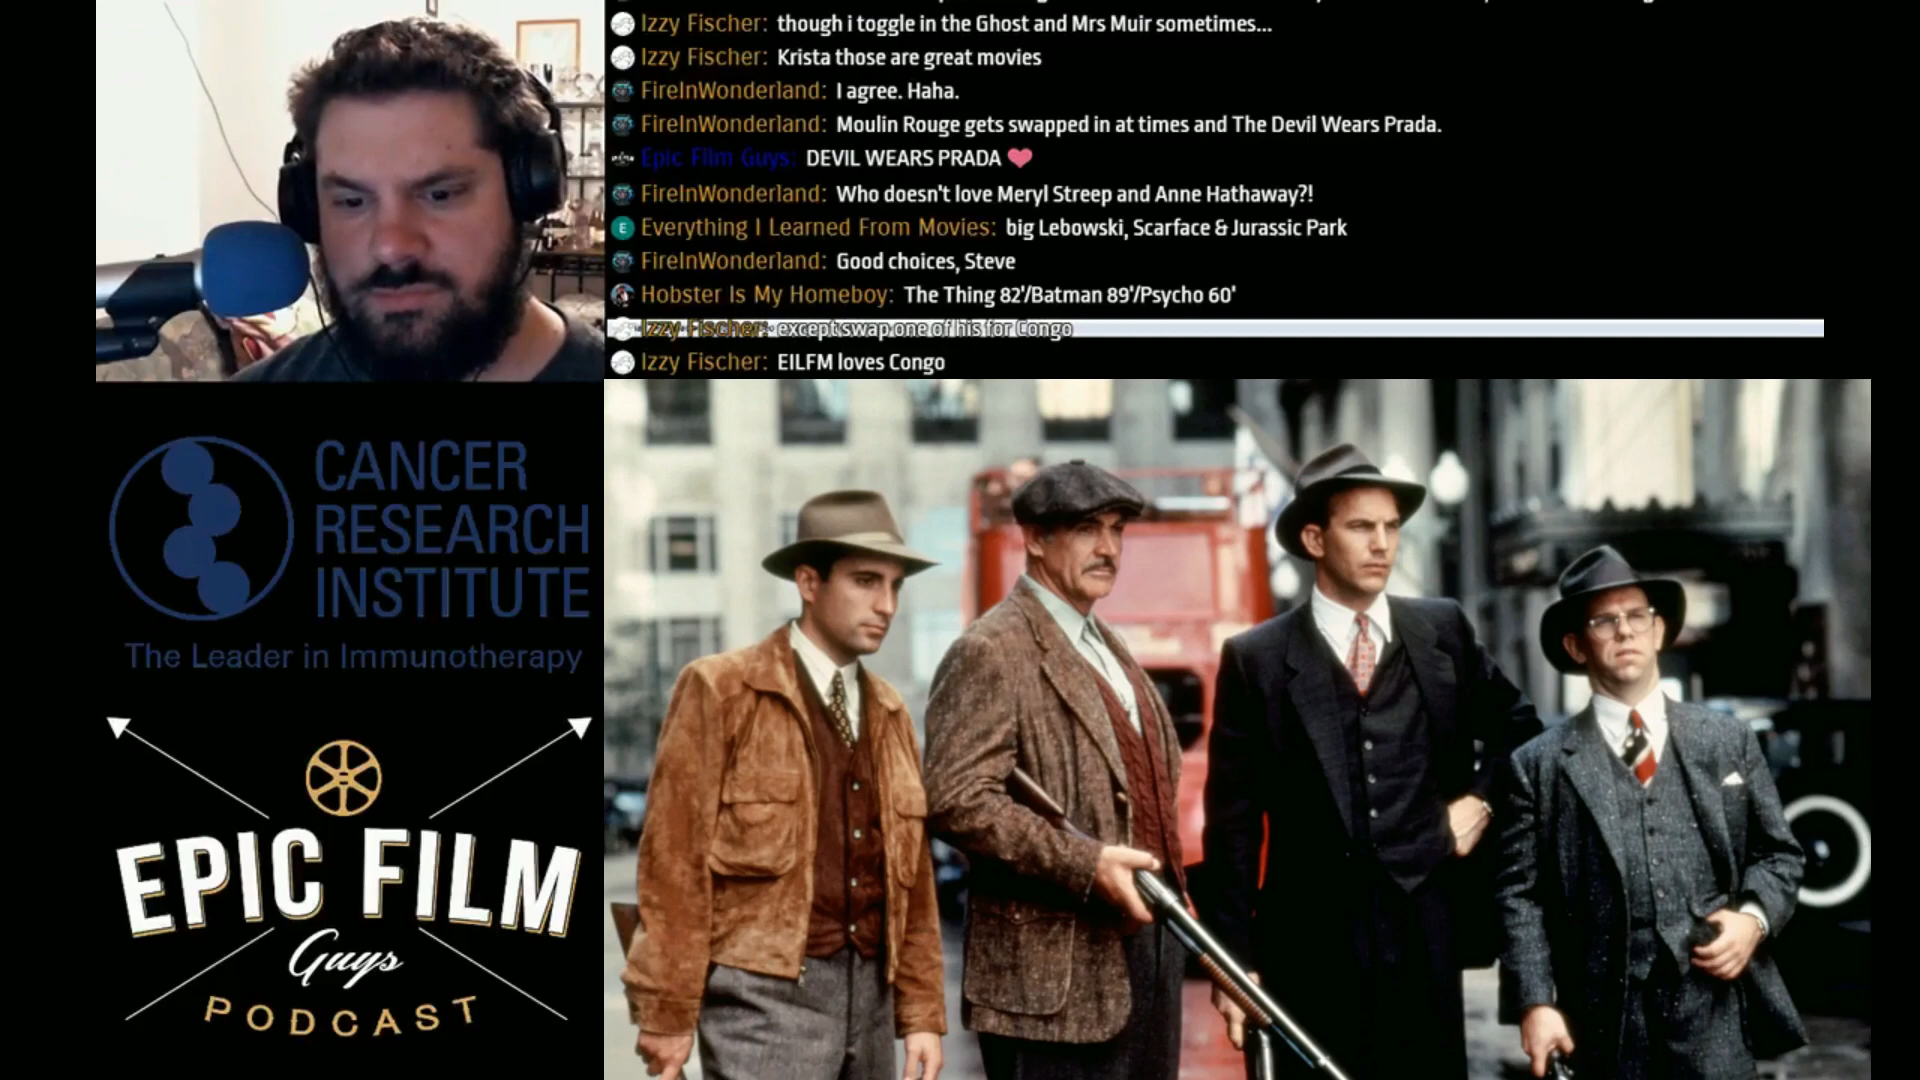 Izzy Fischer: though i toggle in the Ghost and Mrs Muir sometimes...
Izzy Fischer: Krista those are great movies
FireInWonderland: I agree. Haha.
FireInWonderland: Moulin Rouge gets swapped in at times and The Devil Wears Prada.
Epic Film Guys: DEVIL WEARS PRADA ❤
FireInWonderland: Who doesn't love Meryl Streep and Anne Hathaway?!
E Everything I Learned From Movies: big Lebowski, Scarface & Jurassic Park
FireInWonderland: Good choices, Steve
Hobster Is My Homeboy: The Thing 82'/Batman 89'/Psycho 60'
Izzy Fischer: except swap one of his for Congo
Izzy Fischer: EILFM loves Congo
CANCER
RESEARCH
INSTITUTE
The Leader in Immunotherapy
EPIC FILM
Guys
PODCAST